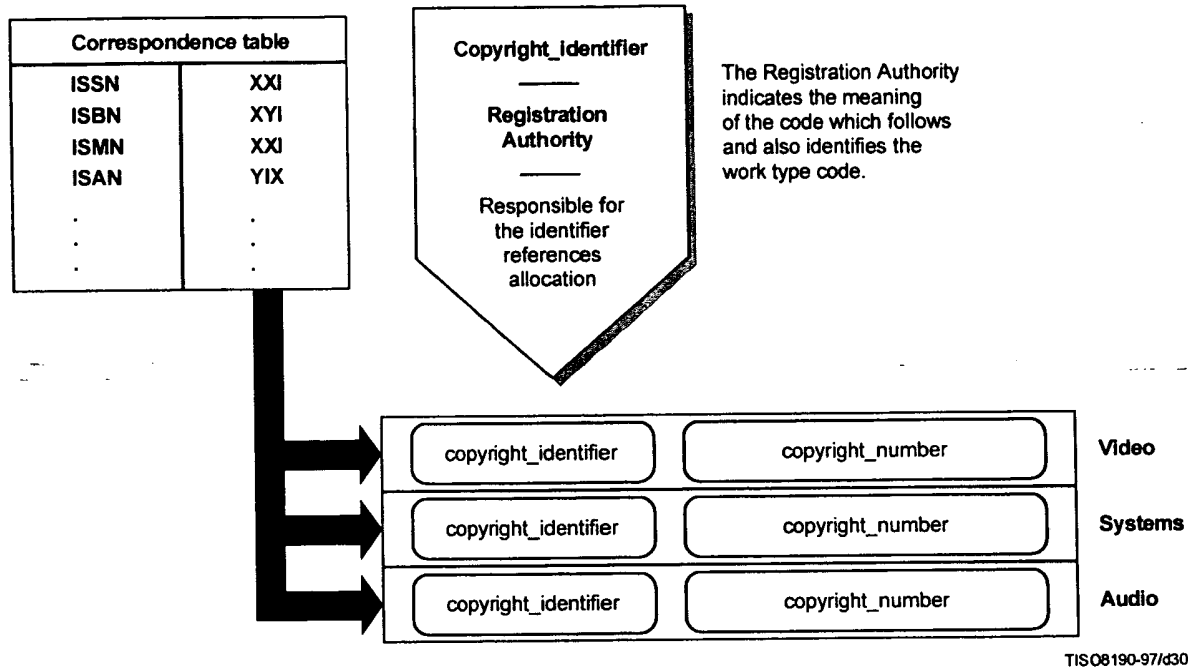 Correspondence table
ISSN XXI
ISBN XYI
ISMN XXI
ISAN YIX
. .
. .
. .
Copyright_identifier
Registration
Authority
Responsible for
the identifier
references
allocation
The Registration Authority
indicates the meaning
of the code which follows
and also identifies the
work type code.
copyright_identifier copyright_number Video
copyright_identifier copyright_number Systems
copyright_identifier copyright_number Audio
TISO8190-97/d30